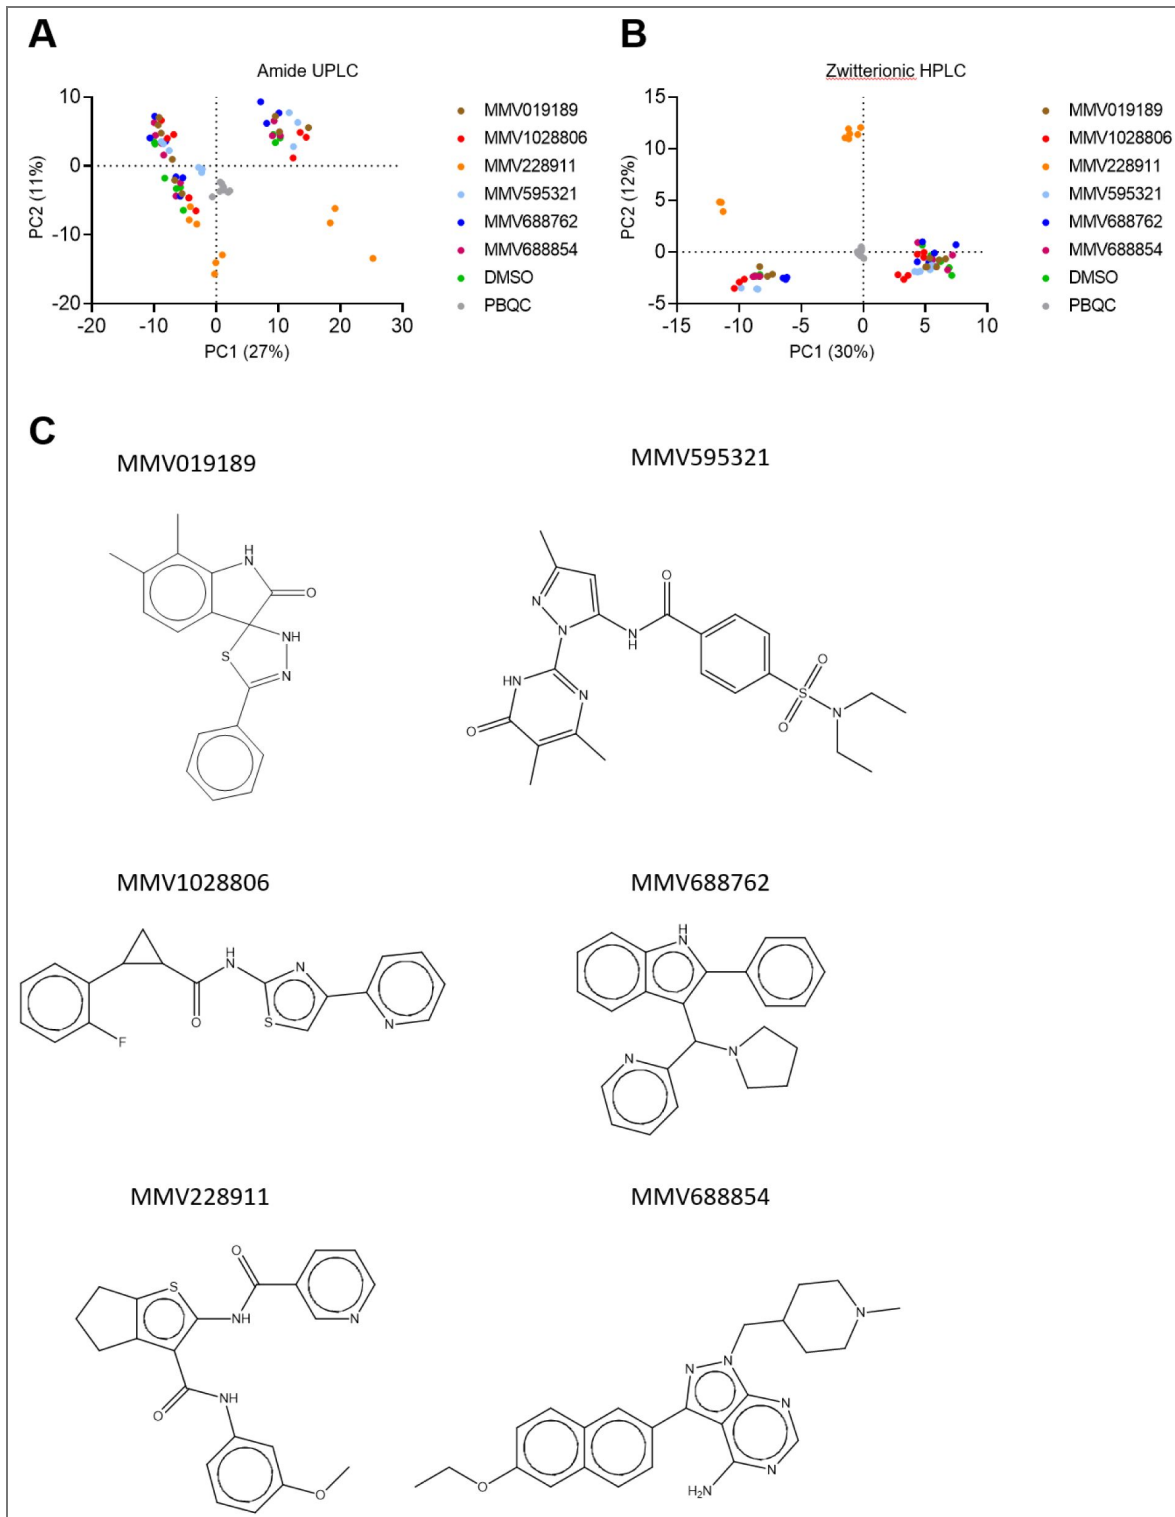 A
Amide UPLC
10
0
-10
-20
PC2 (11%)
-20
-10
0
10
20
30
PC1 (27%)
MMV019189
MMV1028806
MMV228911
MMV595321
MMV688762
MMV688854
DMSO
PBQC
B
Zwitterionic HPLC
15
10
5
0
-5
PC2 (12%)
-15
-10
-5
0
5
10
PC1 (30%)
MMV019189
MMV1028806
MMV228911
MMV595321
MMV688762
MMV688854
DMSO
PBQC
C
MMV019189
H
N
O
NH
S
N
MMV595321
O
N
N
N
H
HN
N
O
O
S
O
N
MMV1028806
H
N
N
O
S
N
F
MMV688762
H
N
N
N
MMV228911
O
S
NH
N
NH
O
O
MMV688854
N
N
N
N
N
O
H₂N